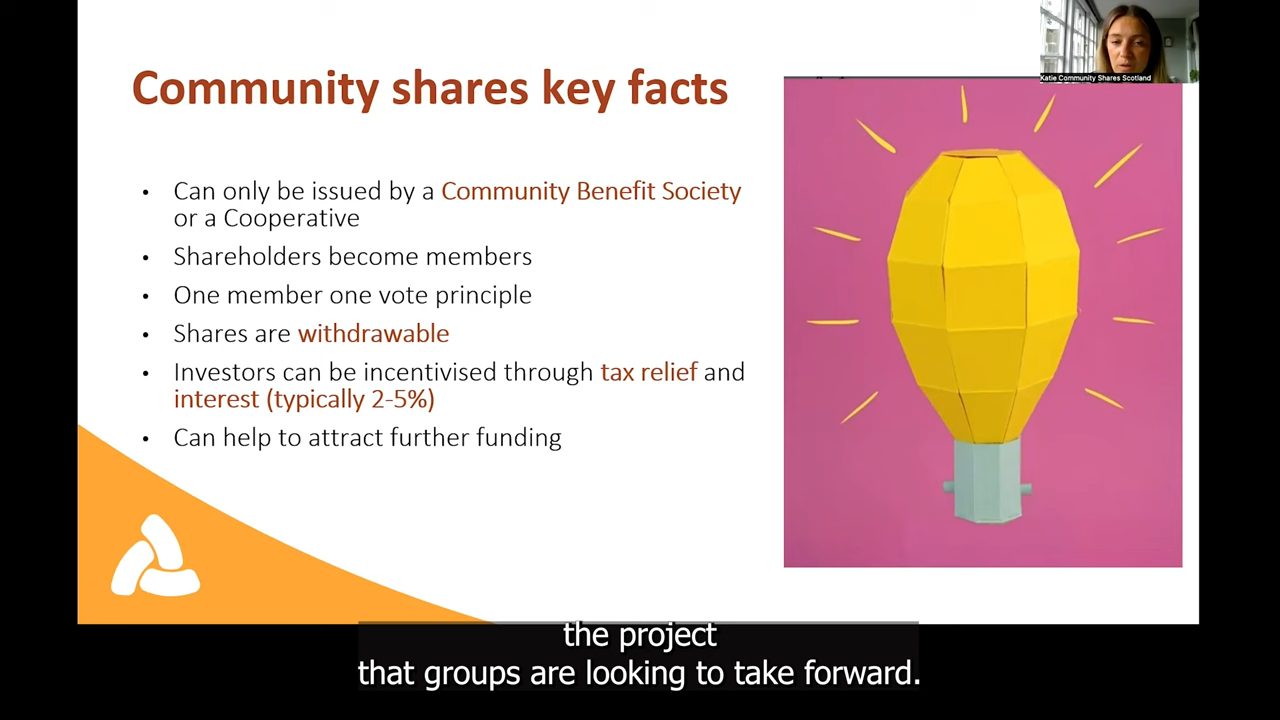 Katie Community Shares Scotland
Community shares key facts
• Can only be issued by a Community Benefit Society
or a Cooperative
• Shareholders become members
• One member one vote principle
• Shares are withdrawable
• Investors can be incentivised through tax relief and
interest (typically 2-5%)
• Can help to attract further funding
the project
that groups are looking to take forward.